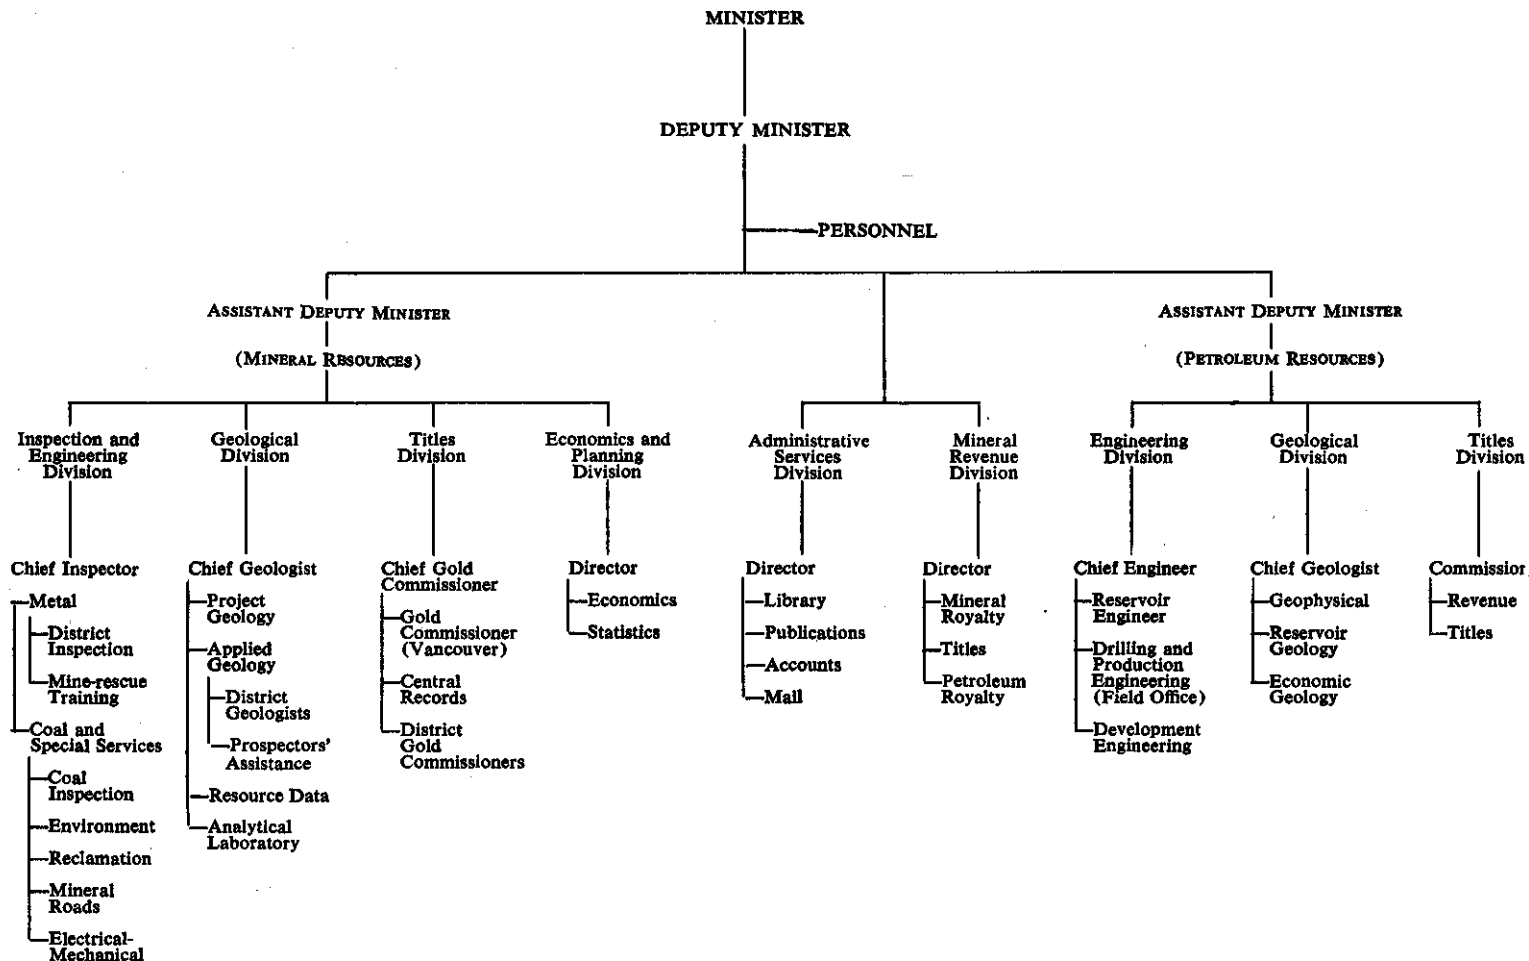 MINISTER
DEPUTY MINISTER
PERSONNEL
ASSISTANT DEPUTY MINISTER
(MINERAL RESOURCES)
Inspection and
Engineering
Division
Chief Inspector
Metal
District
Inspection
Mine-rescue
Training
Coal and
Special Services
Coal
Inspection
Environment
Reclamation
Mineral
Roads
Electrical-
Mechanical
Geological
Division
Chief Geologist
Project
Geology
Applied
Geology
District
Geologists
Prospectors'
Assistance
Resource Data
Analytical
Laboratory
Titles
Division
Chief Gold
Commissioner
Gold
Commissioner
(Vancouver)
Central
Records
District
Gold
Commissioners
Economics and
Planning
Division
Director
Economics
Statistics
Administrative
Services
Division
Director
Library
Publications
Accounts
Mail
Mineral
Revenue
Division
Director
Mineral
Royalty
Titles
Petroleum
Royalty
ASSISTANT DEPUTY MINISTER
(PETROLEUM RESOURCES)
Engineering
Division
Chief Engineer
Reservoir
Engineer
Drilling and
Production
Engineering
(Field Office)
Development
Engineering
Geological
Division
Chief Geologist
Geophysical
Reservoir
Geology
Economic
Geology
Titles
Division
Commission
Revenue
Titles